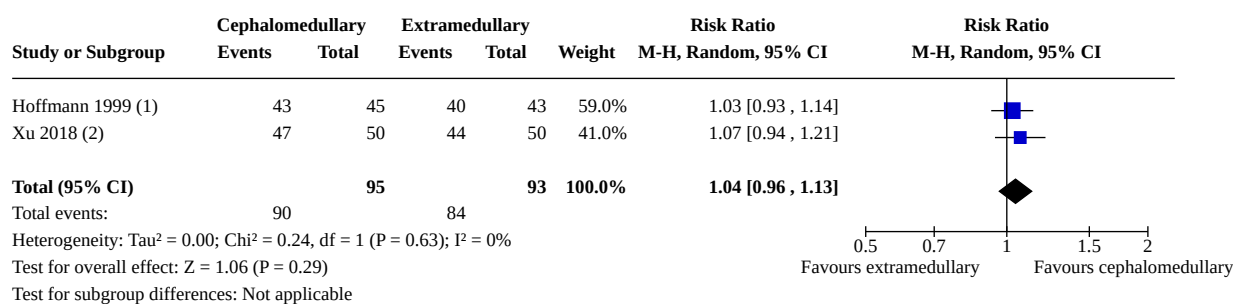 Cephalomedullary Extramedullary Risk Ratio Risk Ratio
Study or Subgroup Events Total Events Total Weight M-H, Random, 95% CI M-H, Random, 95% CI
Hoffmann 1999 (1) 43 45 40 43 59.0% 1.03 [0.93 , 1.14]
Xu 2018 (2) 47 50 44 50 41.0% 1.07 [0.94 , 1.21]
Total (95% CI) 95 93 100.0% 1.04 [0.96 , 1.13]
Total events: 90 84
Heterogeneity: Tau² = 0.00; Chi² = 0.24, df = 1 (P = 0.63); I² = 0%
0.5 0.7 1 1.5 2
Test for overall effect: Z = 1.06 (P = 0.29) Favours extramedullary Favours cephalomedullary
Test for subgroup differences: Not applicable